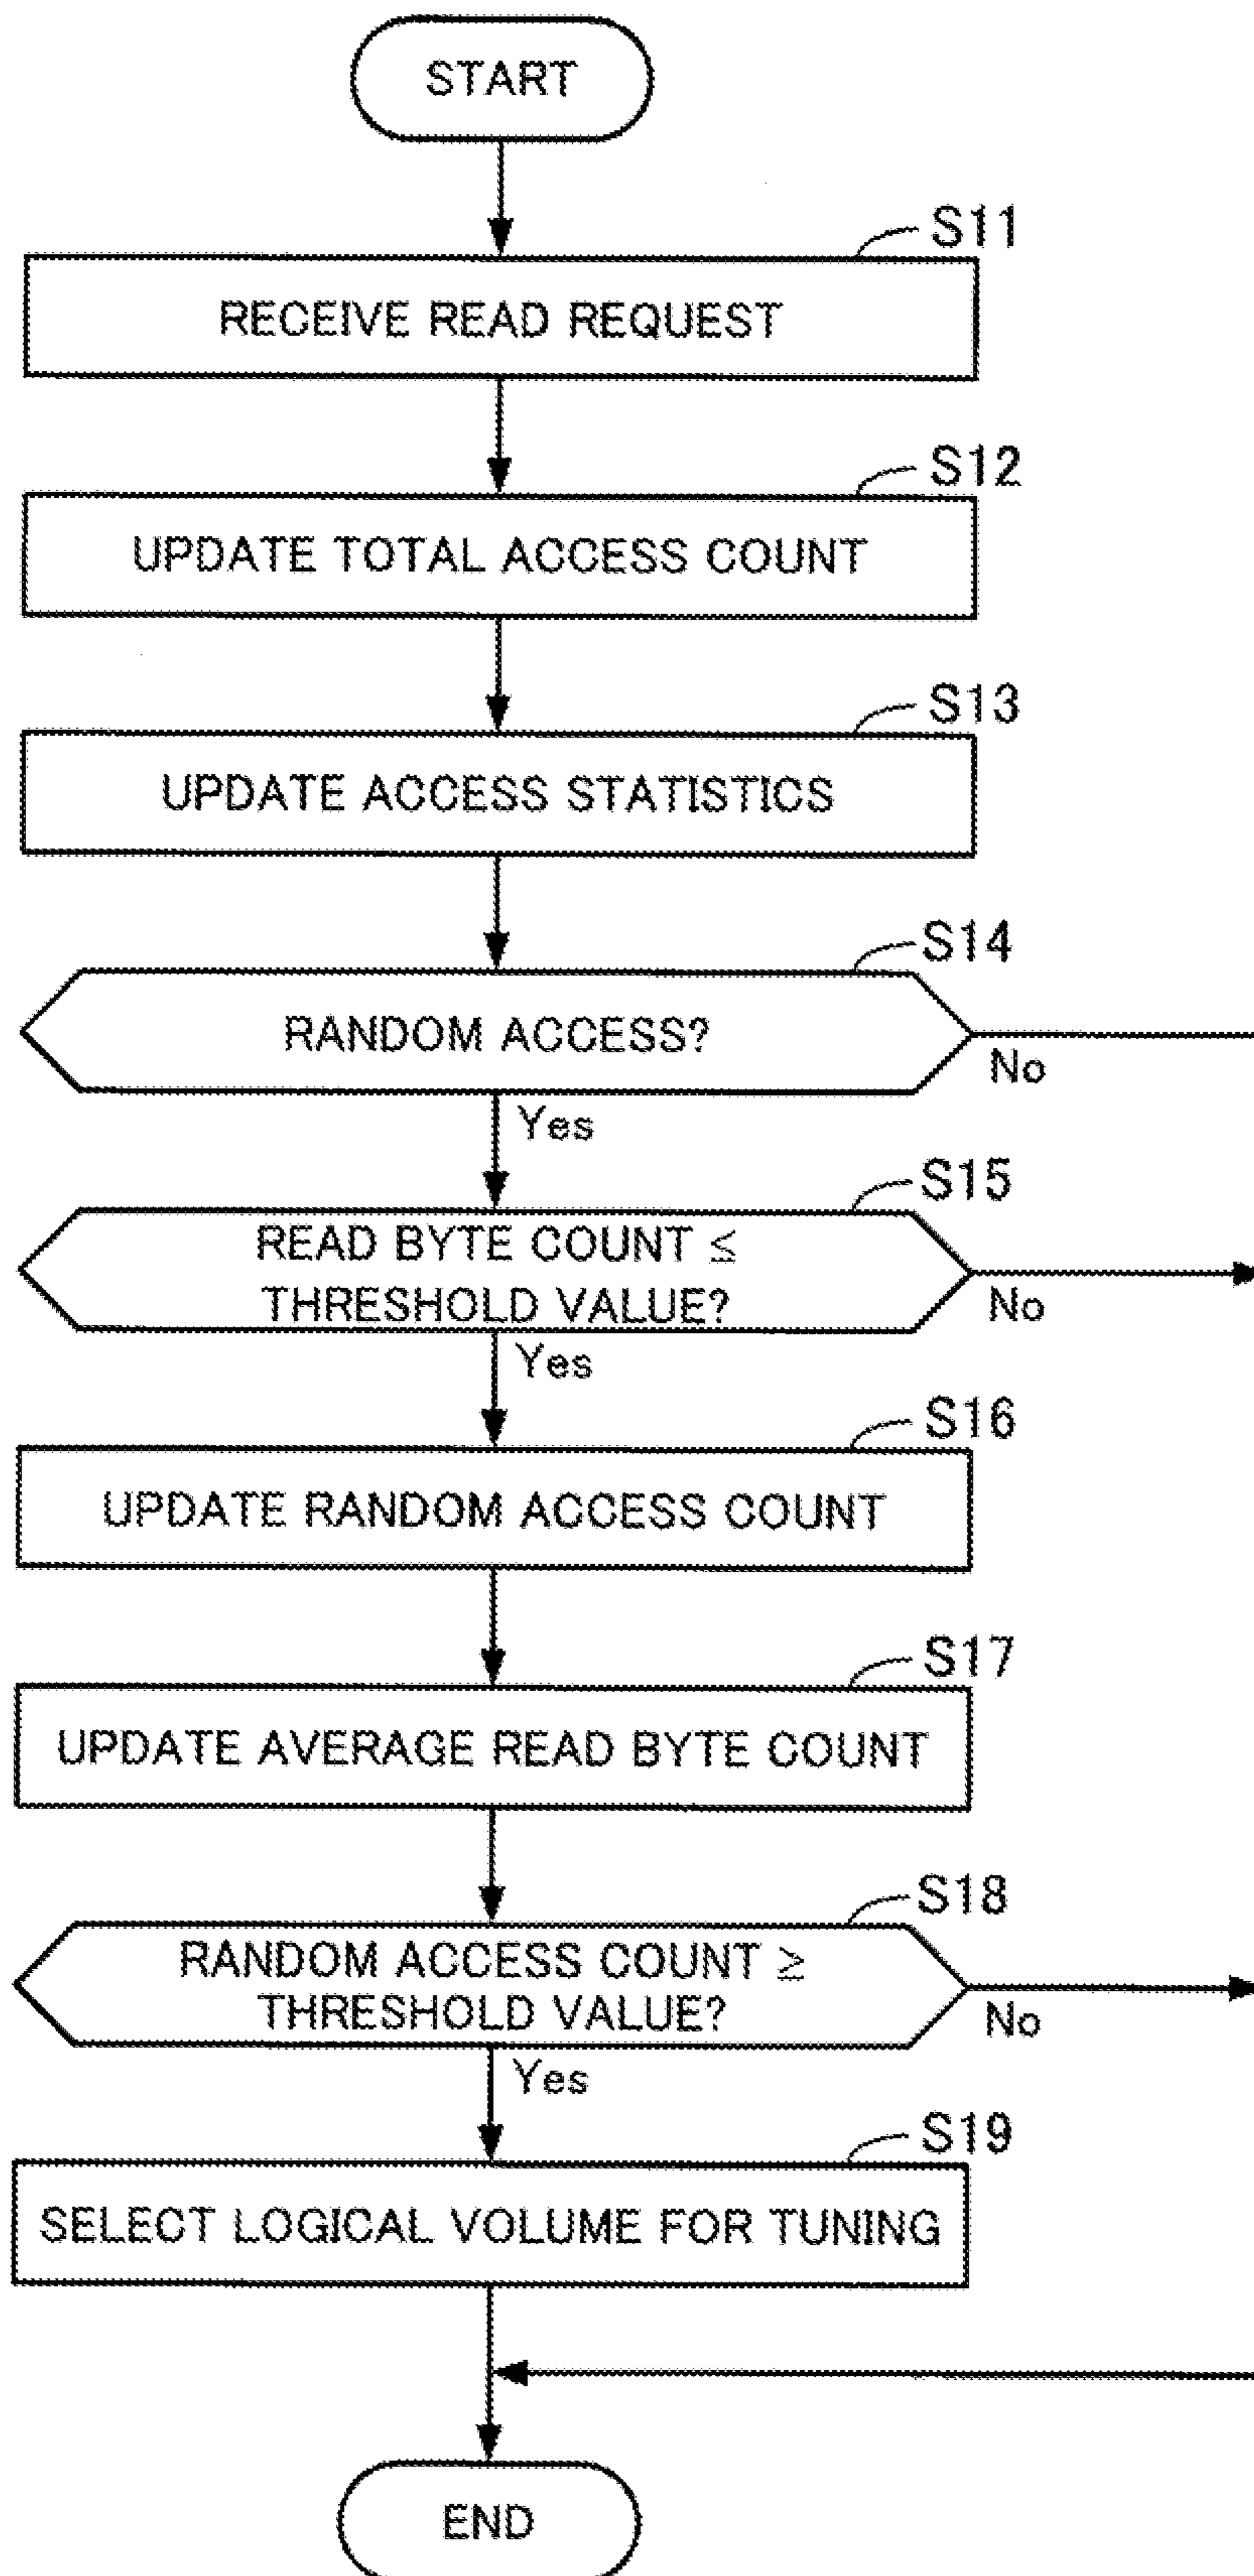 START
S11
RECEIVE READ REQUEST
S12
UPDATE TOTAL ACCESS COUNT
S13
UPDATE ACCESS STATISTICS
S14
RANDOM ACCESS?
No
Yes
S15
READ BYTE COUNT ≤
THRESHOLD VALUE?
No
Yes
S16
UPDATE RANDOM ACCESS COUNT
S17
UPDATE AVERAGE READ BYTE COUNT
S18
RANDOM ACCESS COUNT ≥
THRESHOLD VALUE?
No
Yes
S19
SELECT LOGICAL VOLUME FOR TUNING
END